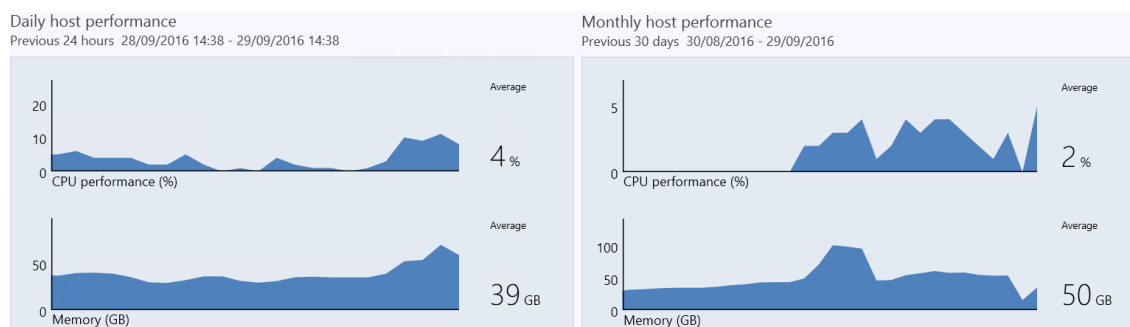 Daily host performance
Previous 24 hours 28/09/2016 14:38 - 29/09/2016 14:38
Average
20
10
4 %
0
CPU performance (%)
Average
50
39 GB
0
Memory (GB)
Monthly host performance
Previous 30 days 30/08/2016 - 29/09/2016
Average
5
2 %
0
CPU performance (%)
Average
100
50
50 GB
0
Memory (GB)